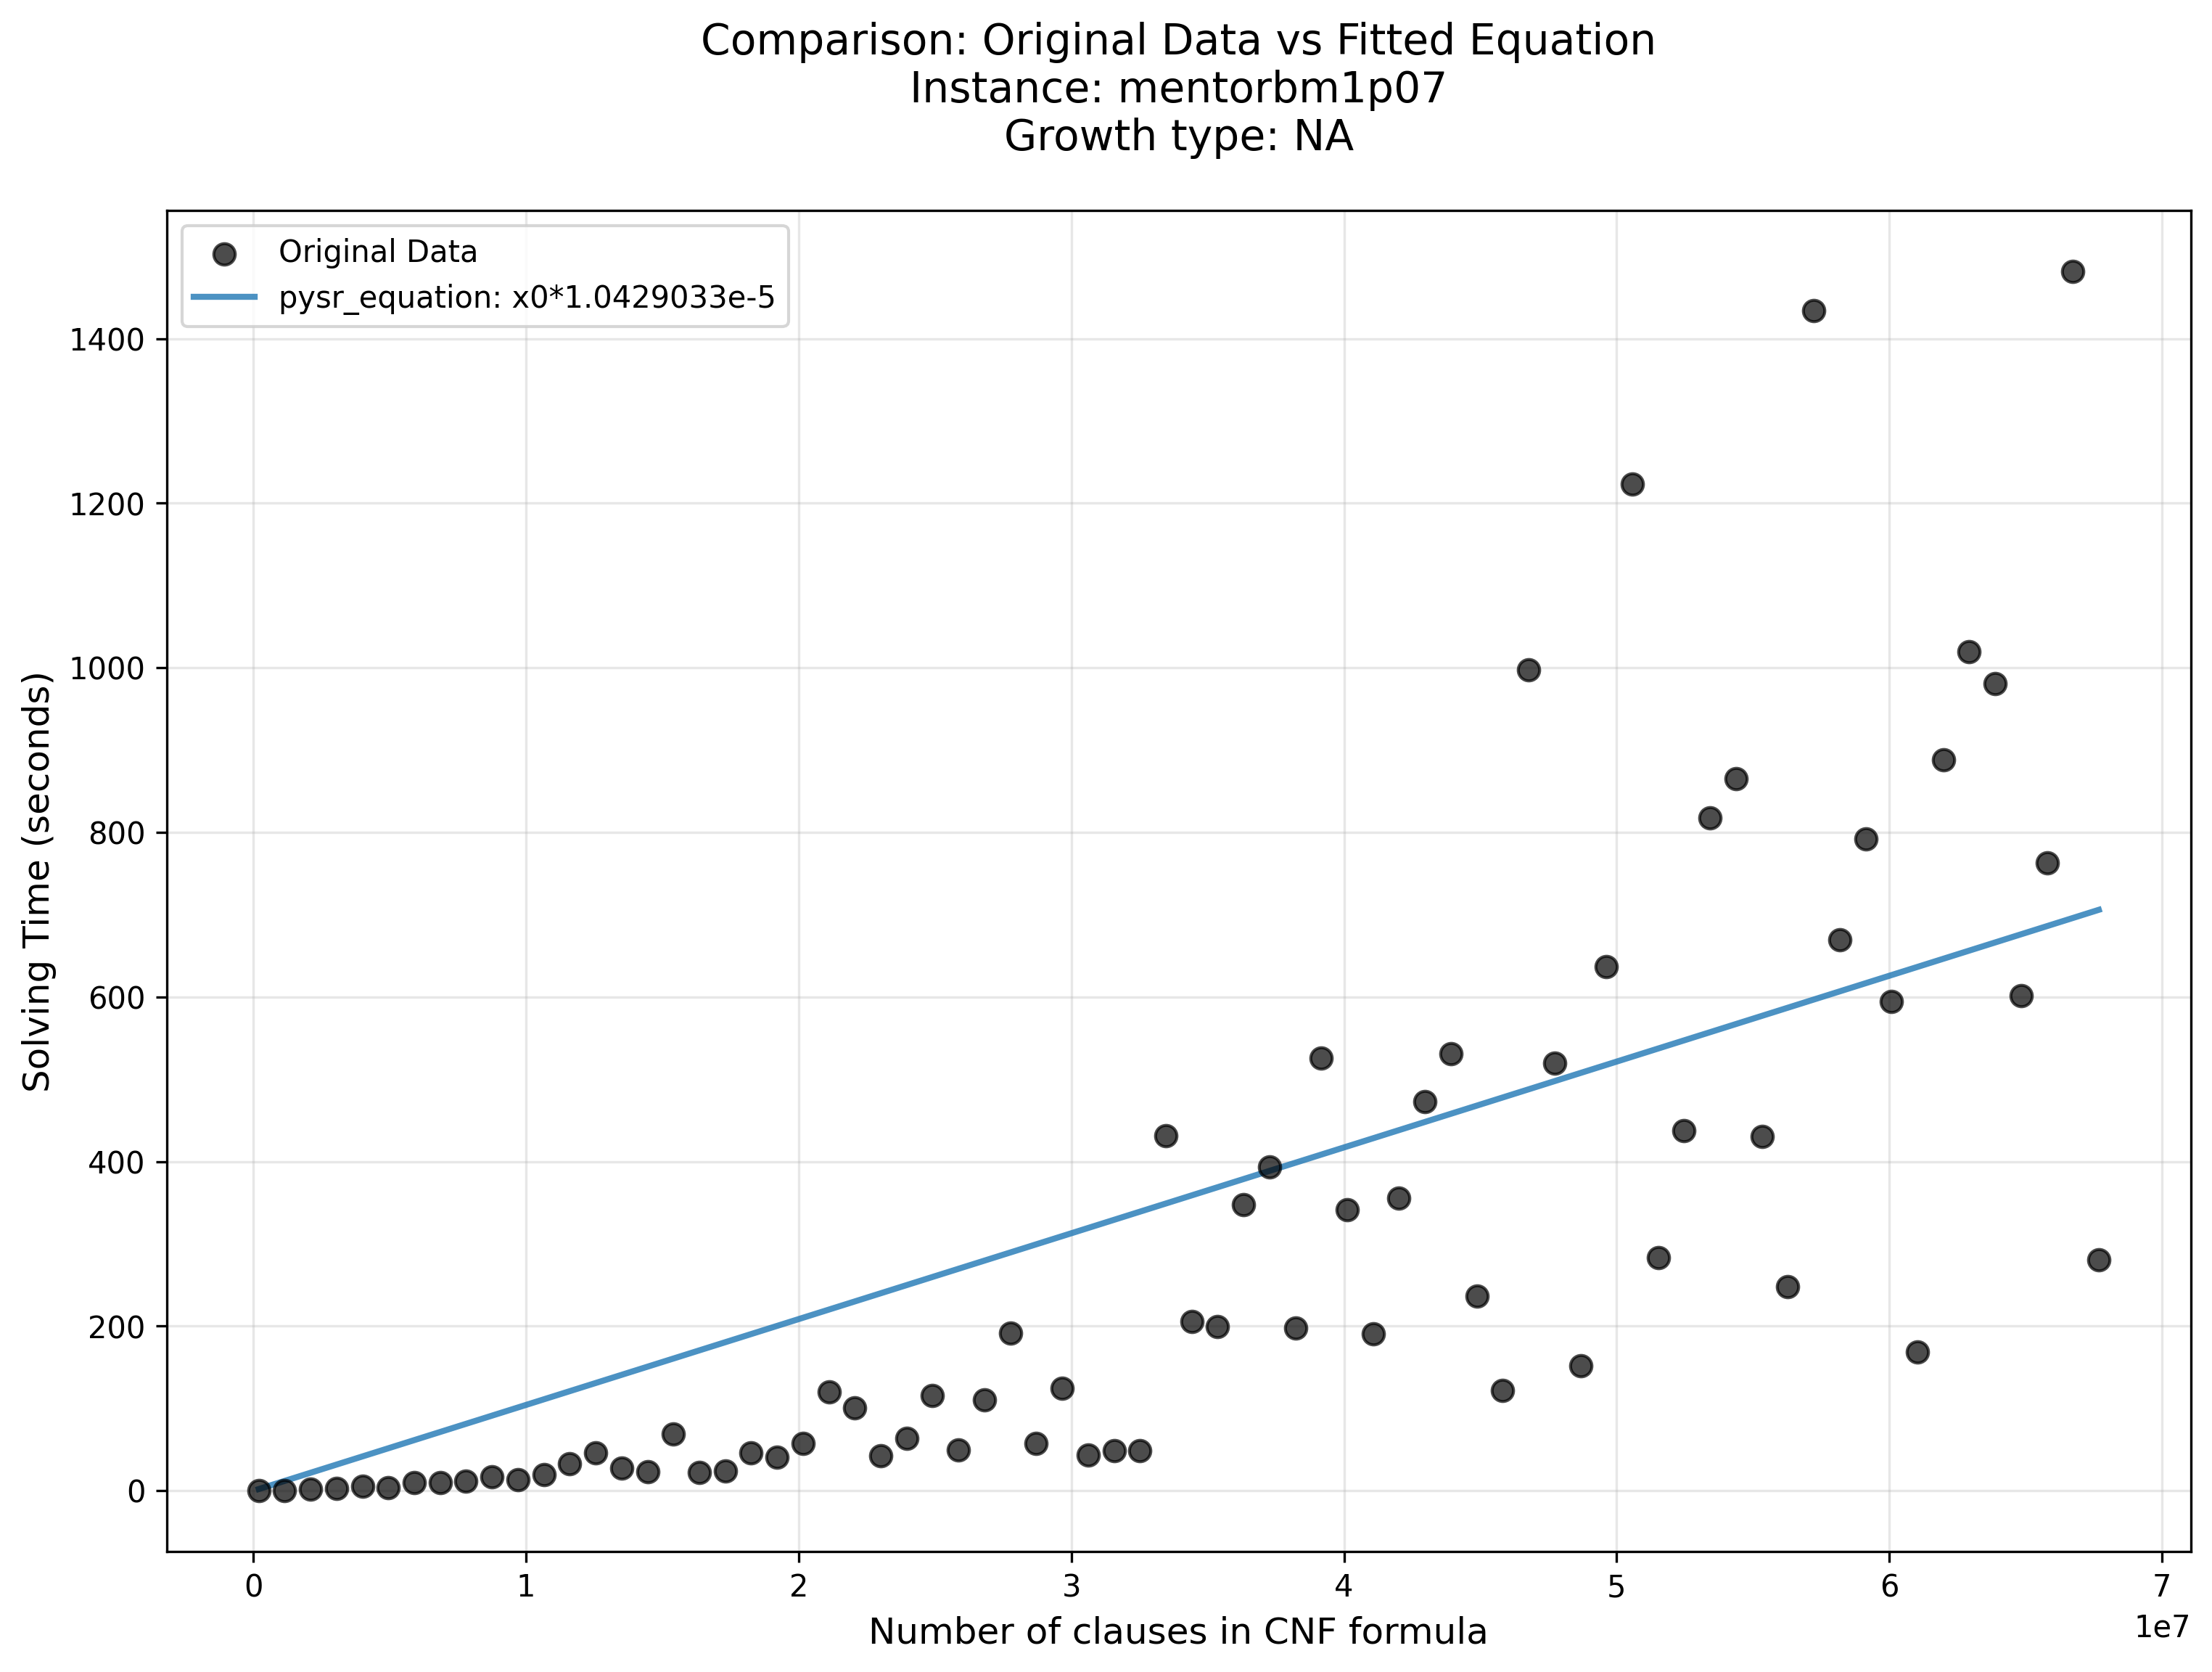 Comparison: Original Data vs Fitted Equation
Instance: mentorbm1p07
Growth type: NA
Original Data
pysr_equation: x0*1.0429033e-5
Solving Time (seconds)
1400
1200
1000
800
600
400
200
0
0 1 2 3 4 5 6 7
1e7
Number of clauses in CNF formula